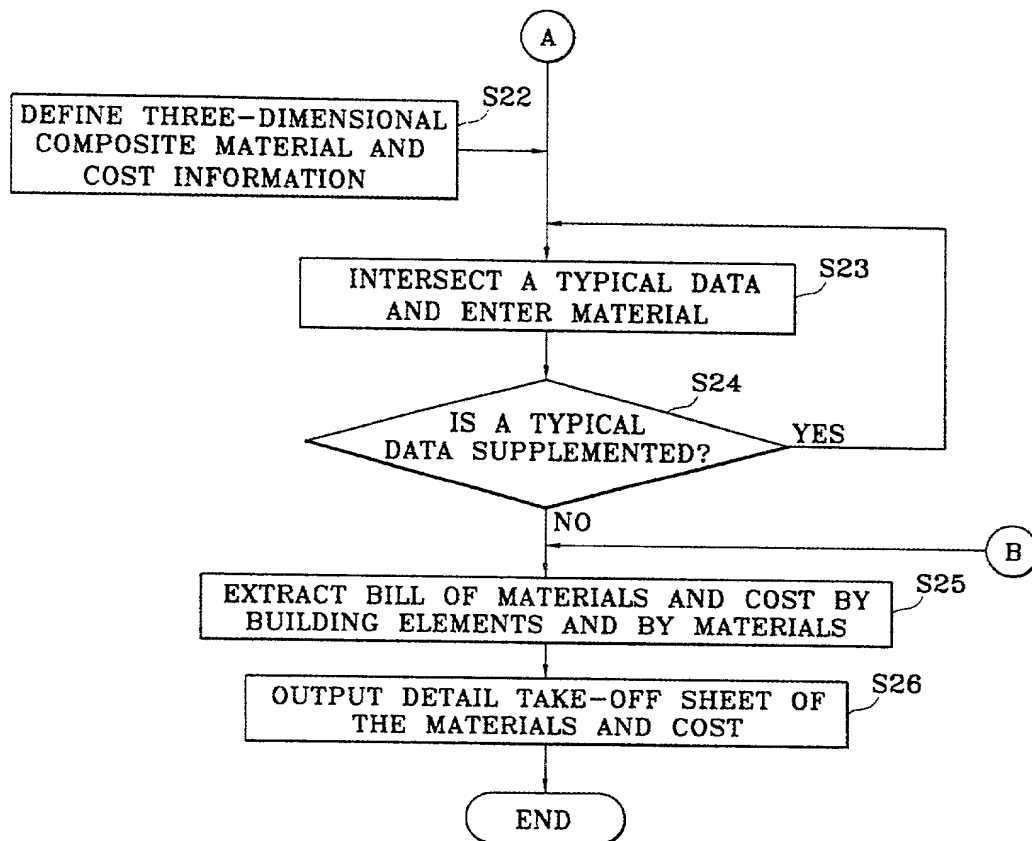 A
S22
DEFINE THREE-DIMENSIONAL
COMPOSITE MATERIAL AND
COST INFORMATION
S23
INTERSECT A TYPICAL DATA
AND ENTER MATERIAL
S24
IS A TYPICAL
DATA SUPPLEMENTED?
YES
NO
B
S25
EXTRACT BILL OF MATERIALS AND COST BY
BUILDING ELEMENTS AND BY MATERIALS
S26
OUTPUT DETAIL TAKE-OFF SHEET OF
THE MATERIALS AND COST
END